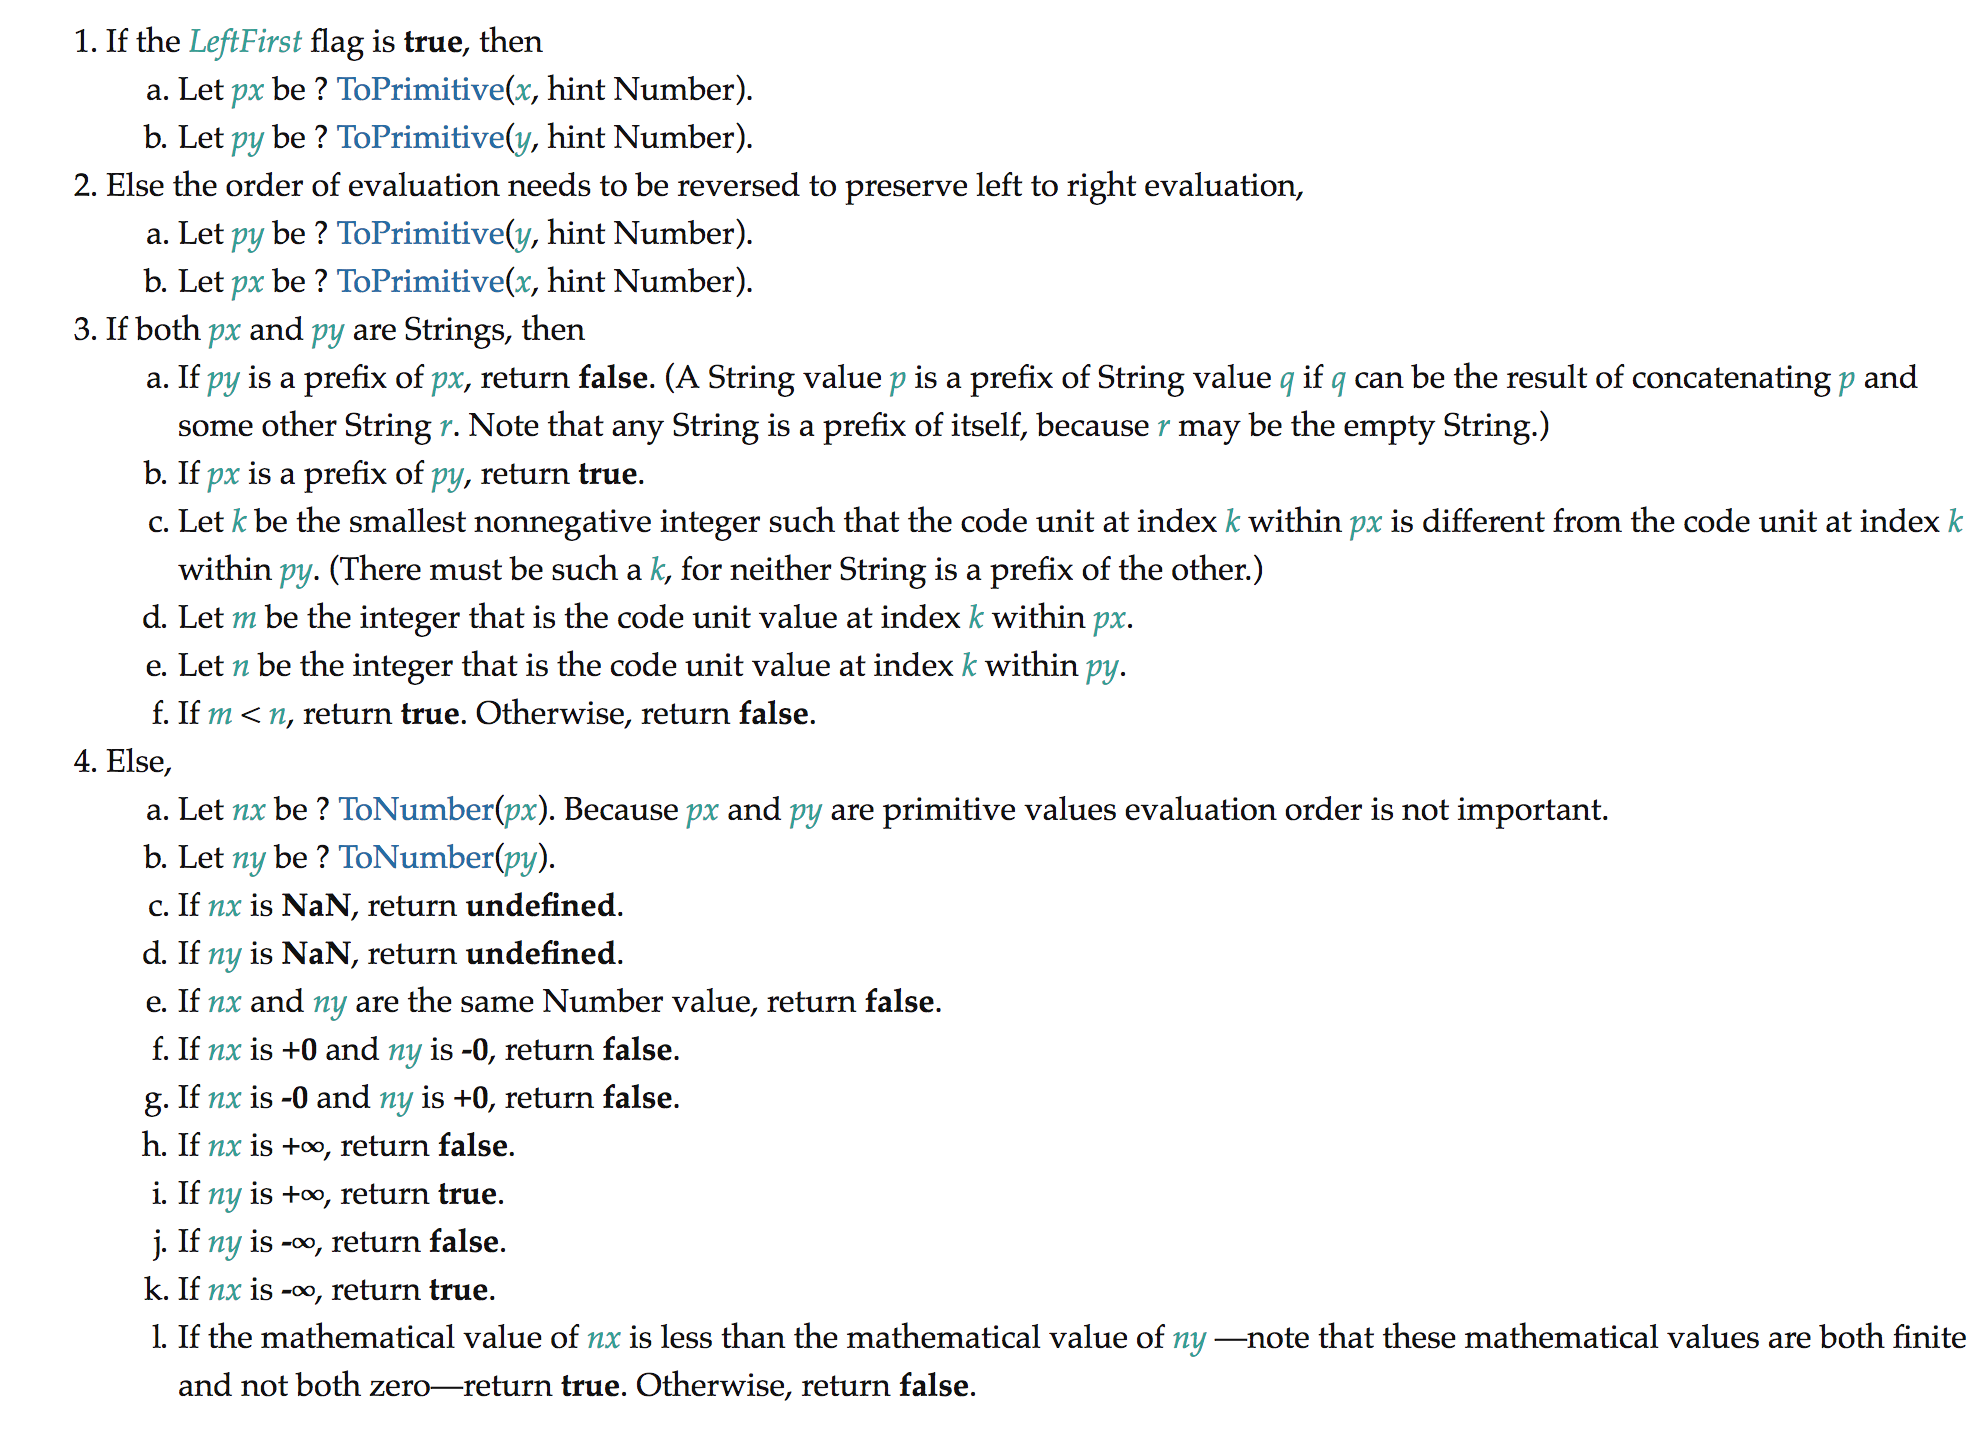 1. If the LeftFirst flag is true, then
a. Let px be ? ToPrimitive(x, hint Number).
b. Let py be ? ToPrimitive(y, hint Number).
2. Else the order of evaluation needs to be reversed to preserve left to right evaluation,
a. Let py be ? ToPrimitive(y, hint Number).
b. Let px be ? ToPrimitive(x, hint Number).
3. If both px and py are Strings, then
a. If py is a prefix of px, return false. (A String value p is a prefix of String value q if q can be the result of concatenating p and
some other String r. Note that any String is a prefix of itself, because r may be the empty String.)
b. If px is a prefix of py, return true.
c. Let k be the smallest nonnegative integer such that the code unit at index k within px is different from the code unit at index k
within py. (There must be such a k, for neither String is a prefix of the other.)
d. Let m be the integer that is the code unit value at index k within px.
e. Let n be the integer that is the code unit value at index k within py.
f. If m < n, return true. Otherwise, return false.
4. Else,
a. Let nx be ? ToNumber(px). Because px and py are primitive values evaluation order is not important.
b. Let ny be ? ToNumber(py).
c. If nx is NaN, return undefined.
d. If ny is NaN, return undefined.
e. If nx and ny are the same Number value, return false.
f. If nx is +0 and ny is -0, return false.
g. If nx is -0 and ny is +0, return false.
h. If nx is +∞, return false.
i. If ny is +∞, return true.
j. If ny is -∞, return false.
k. If nx is -∞, return true.
l. If the mathematical value of nx is less than the mathematical value of ny —note that these mathematical values are both finite
and not both zero—return true. Otherwise, return false.